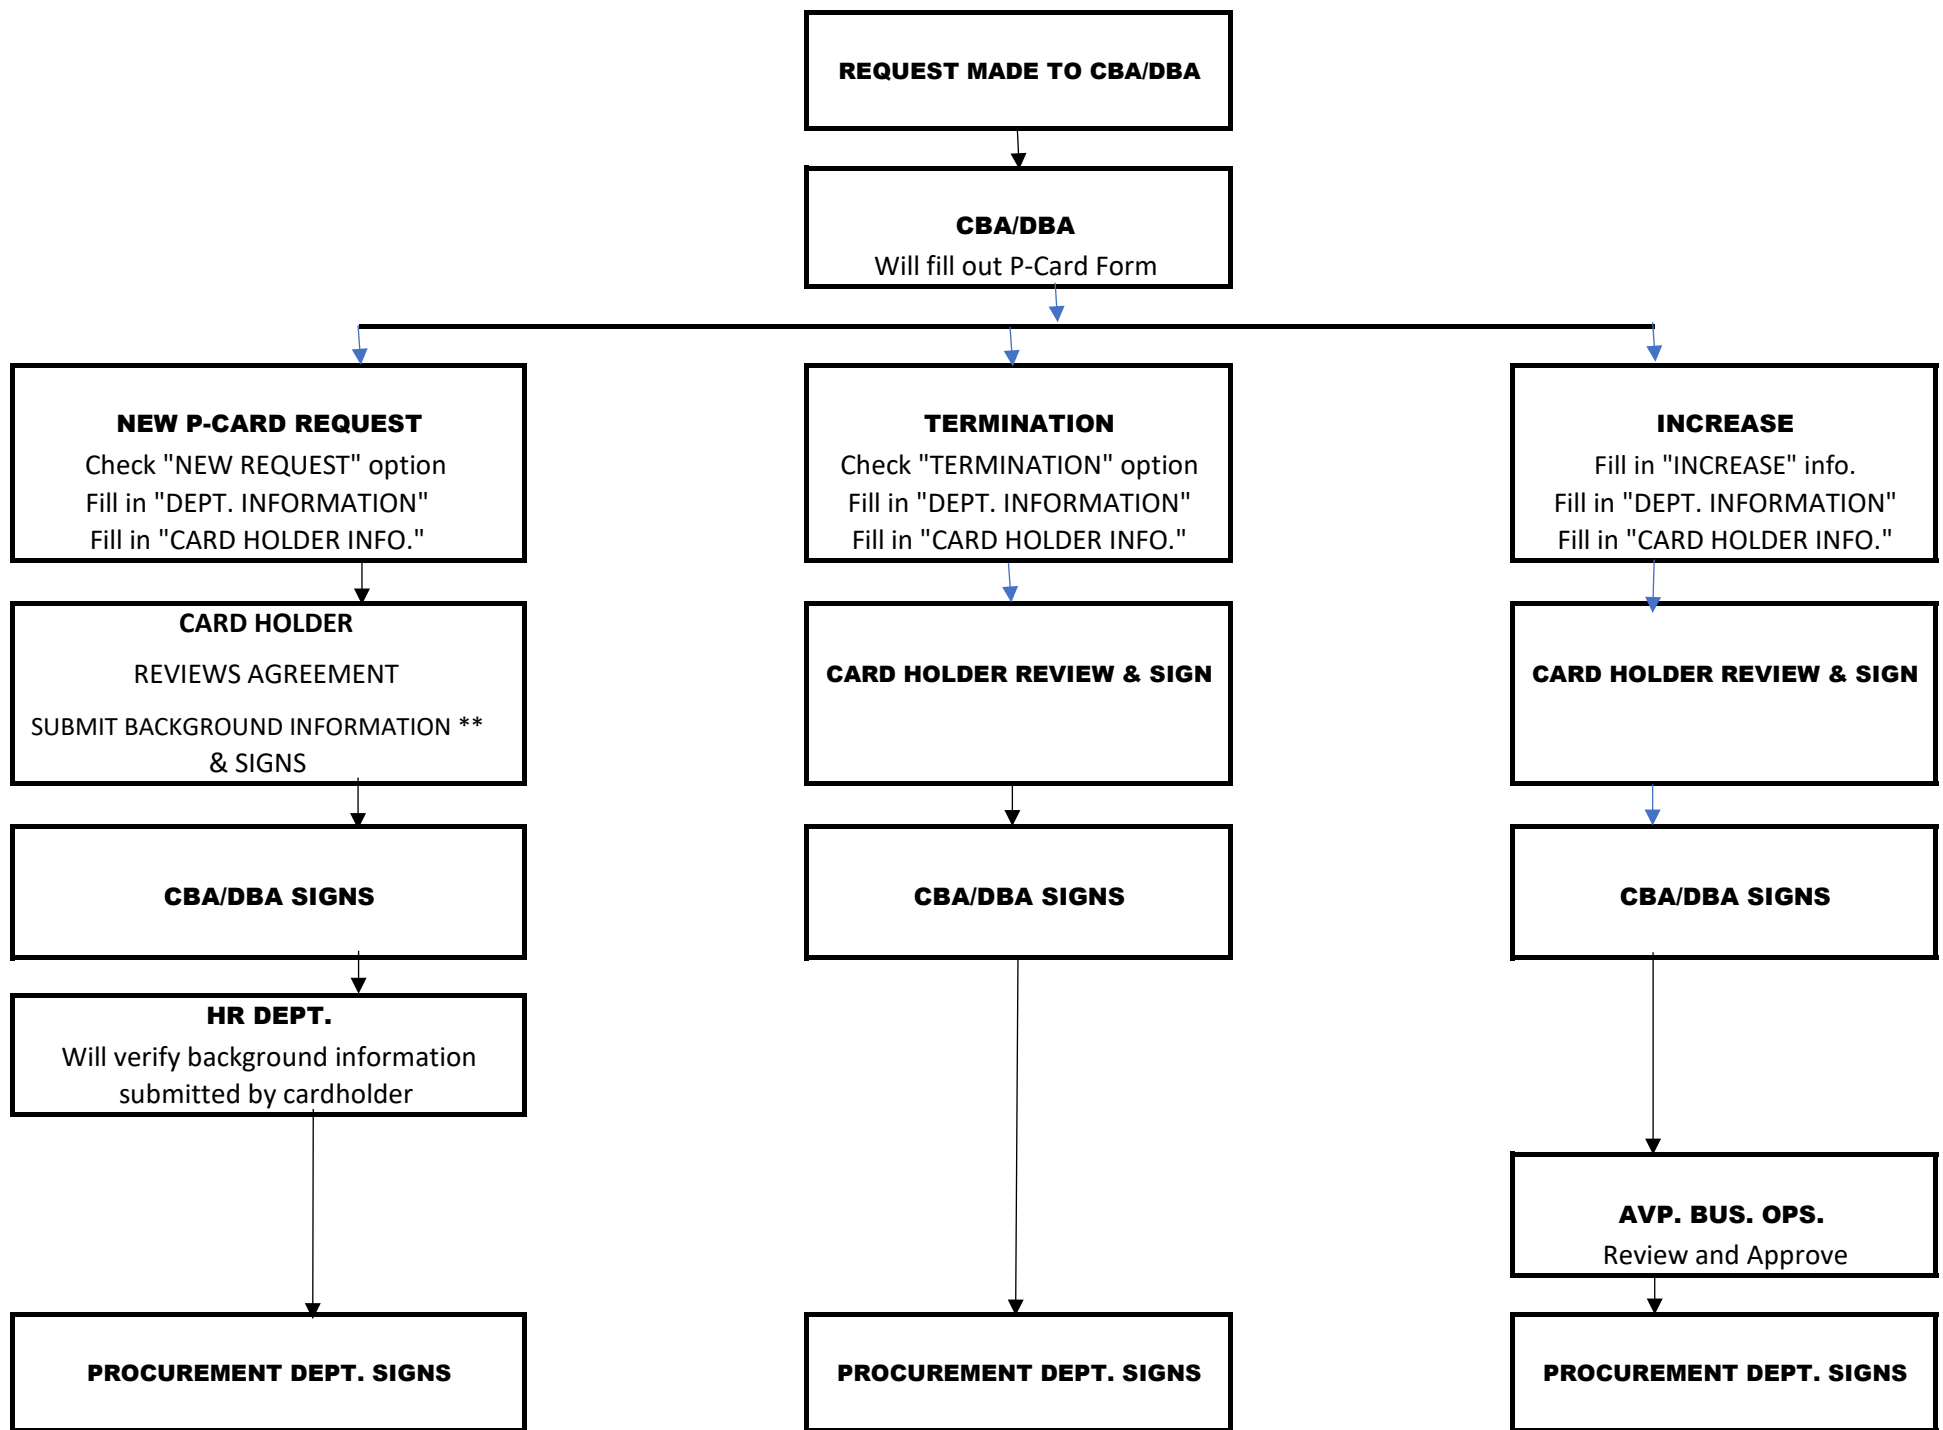 REQUEST MADE TO CBA/DBA
CBA/DBA
Will fill out P-Card Form
NEW P-CARD REQUEST
Check "NEW REQUEST" option
Fill in "DEPT. INFORMATION"
Fill in "CARD HOLDER INFO."
TERMINATION
Check "TERMINATION" option
Fill in "DEPT. INFORMATION"
Fill in "CARD HOLDER INFO."
INCREASE
Fill in "INCREASE" info.
Fill in "DEPT. INFORMATION"
Fill in "CARD HOLDER INFO."
CARD HOLDER
REVIEWS AGREEMENT
SUBMIT BACKGROUND INFORMATION **
& SIGNS
CARD HOLDER REVIEW & SIGN
CARD HOLDER REVIEW & SIGN
CBA/DBA SIGNS
CBA/DBA SIGNS
CBA/DBA SIGNS
HR DEPT.
Will verify background information
submitted by cardholder
AVP. BUS. OPS.
Review and Approve
PROCUREMENT DEPT. SIGNS
PROCUREMENT DEPT. SIGNS
PROCUREMENT DEPT. SIGNS